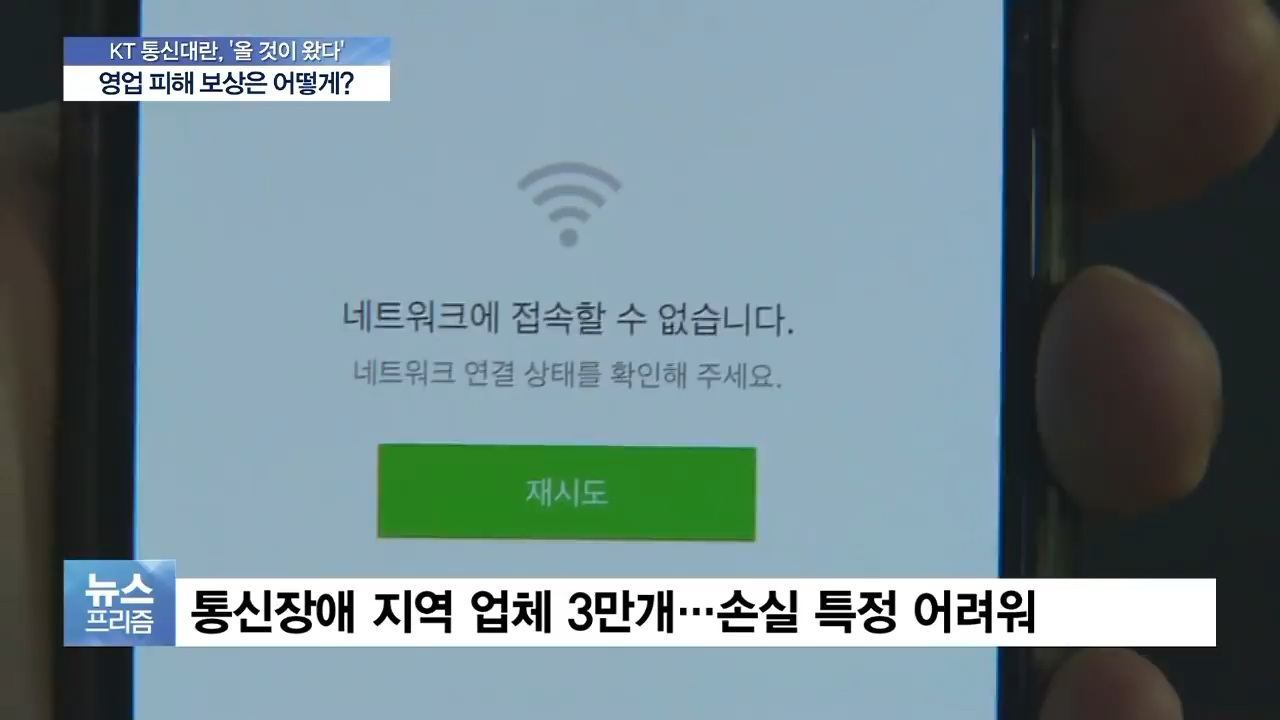 KT 통신대란, '올 것이 왔다'
영업 피해 보상은 어떻게?
네트워크에 접속할 수 없습니다.
네트워크 연결 상태를 확인해 주세요.
재시도
뉴스
프리즘
통신장애 지역 업체 3만개…손실 특정 어려워